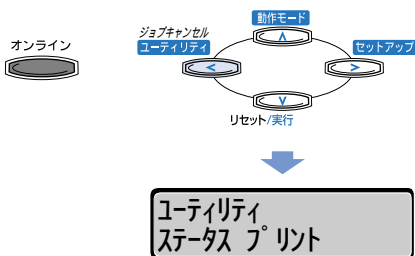 オンライン
ジョブキャンセル
ユーティリティ
動作モード
セットアップ
リセット/実行
ユーティリティ
ステータス プリント